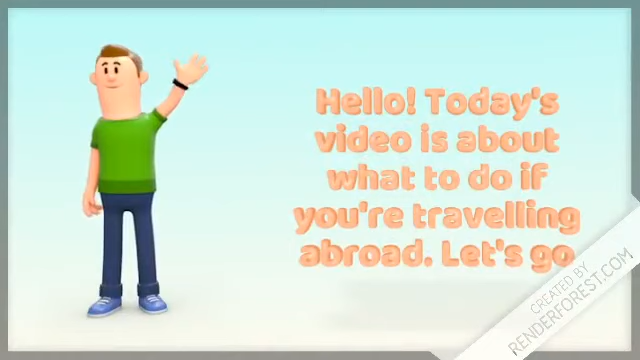 Hello! Today's
video is about
what to do if
you're travelling
abroad. Let's go
CREATED BY
RENDERFOREST.COM